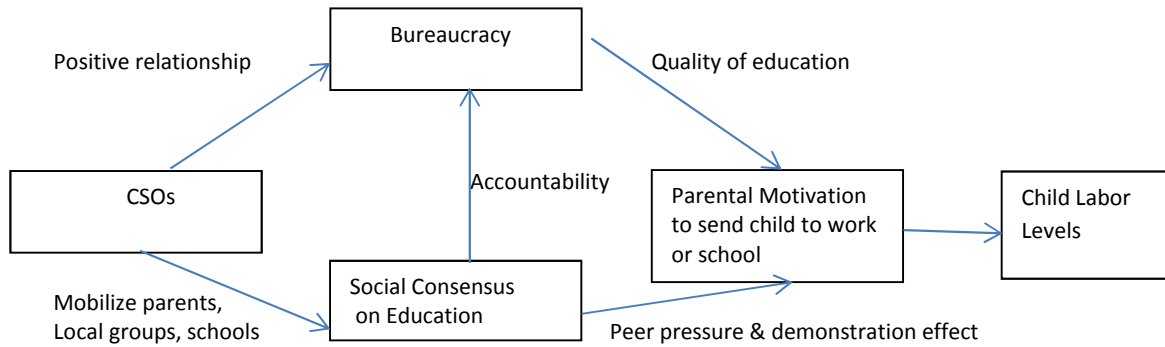 Bureaucracy
Positive relationship
Quality of education
CSOs
Accountability
Parental Motivation
to send child to work
or school
Child Labor
Levels
Mobilize parents,
Local groups, schools
Social Consensus
on Education
Peer pressure & demonstration effect